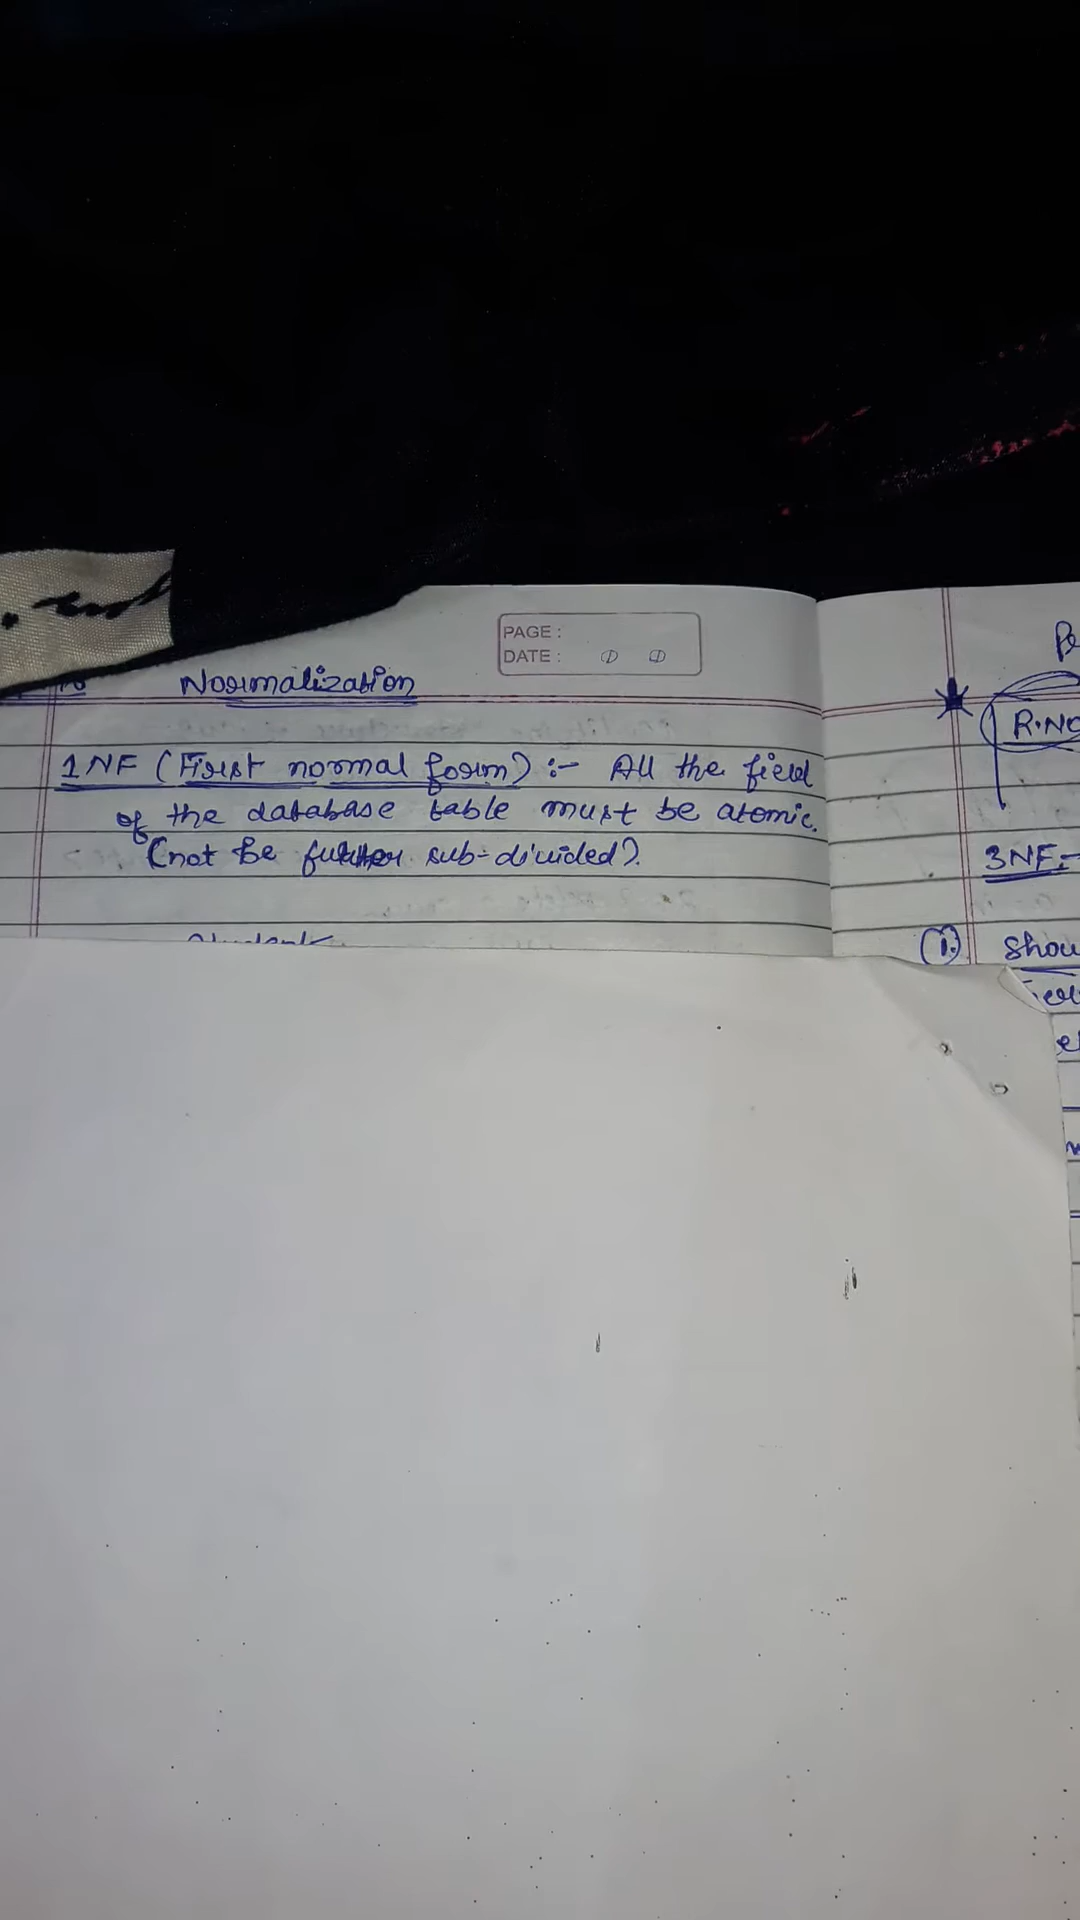 PAGE :
DATE :
Normalization
1NF (First normal form) :- All the field
of the database table must be atomic.
(not be further sub-divided).
Student
R.No
3NF:-
(i.) Shou